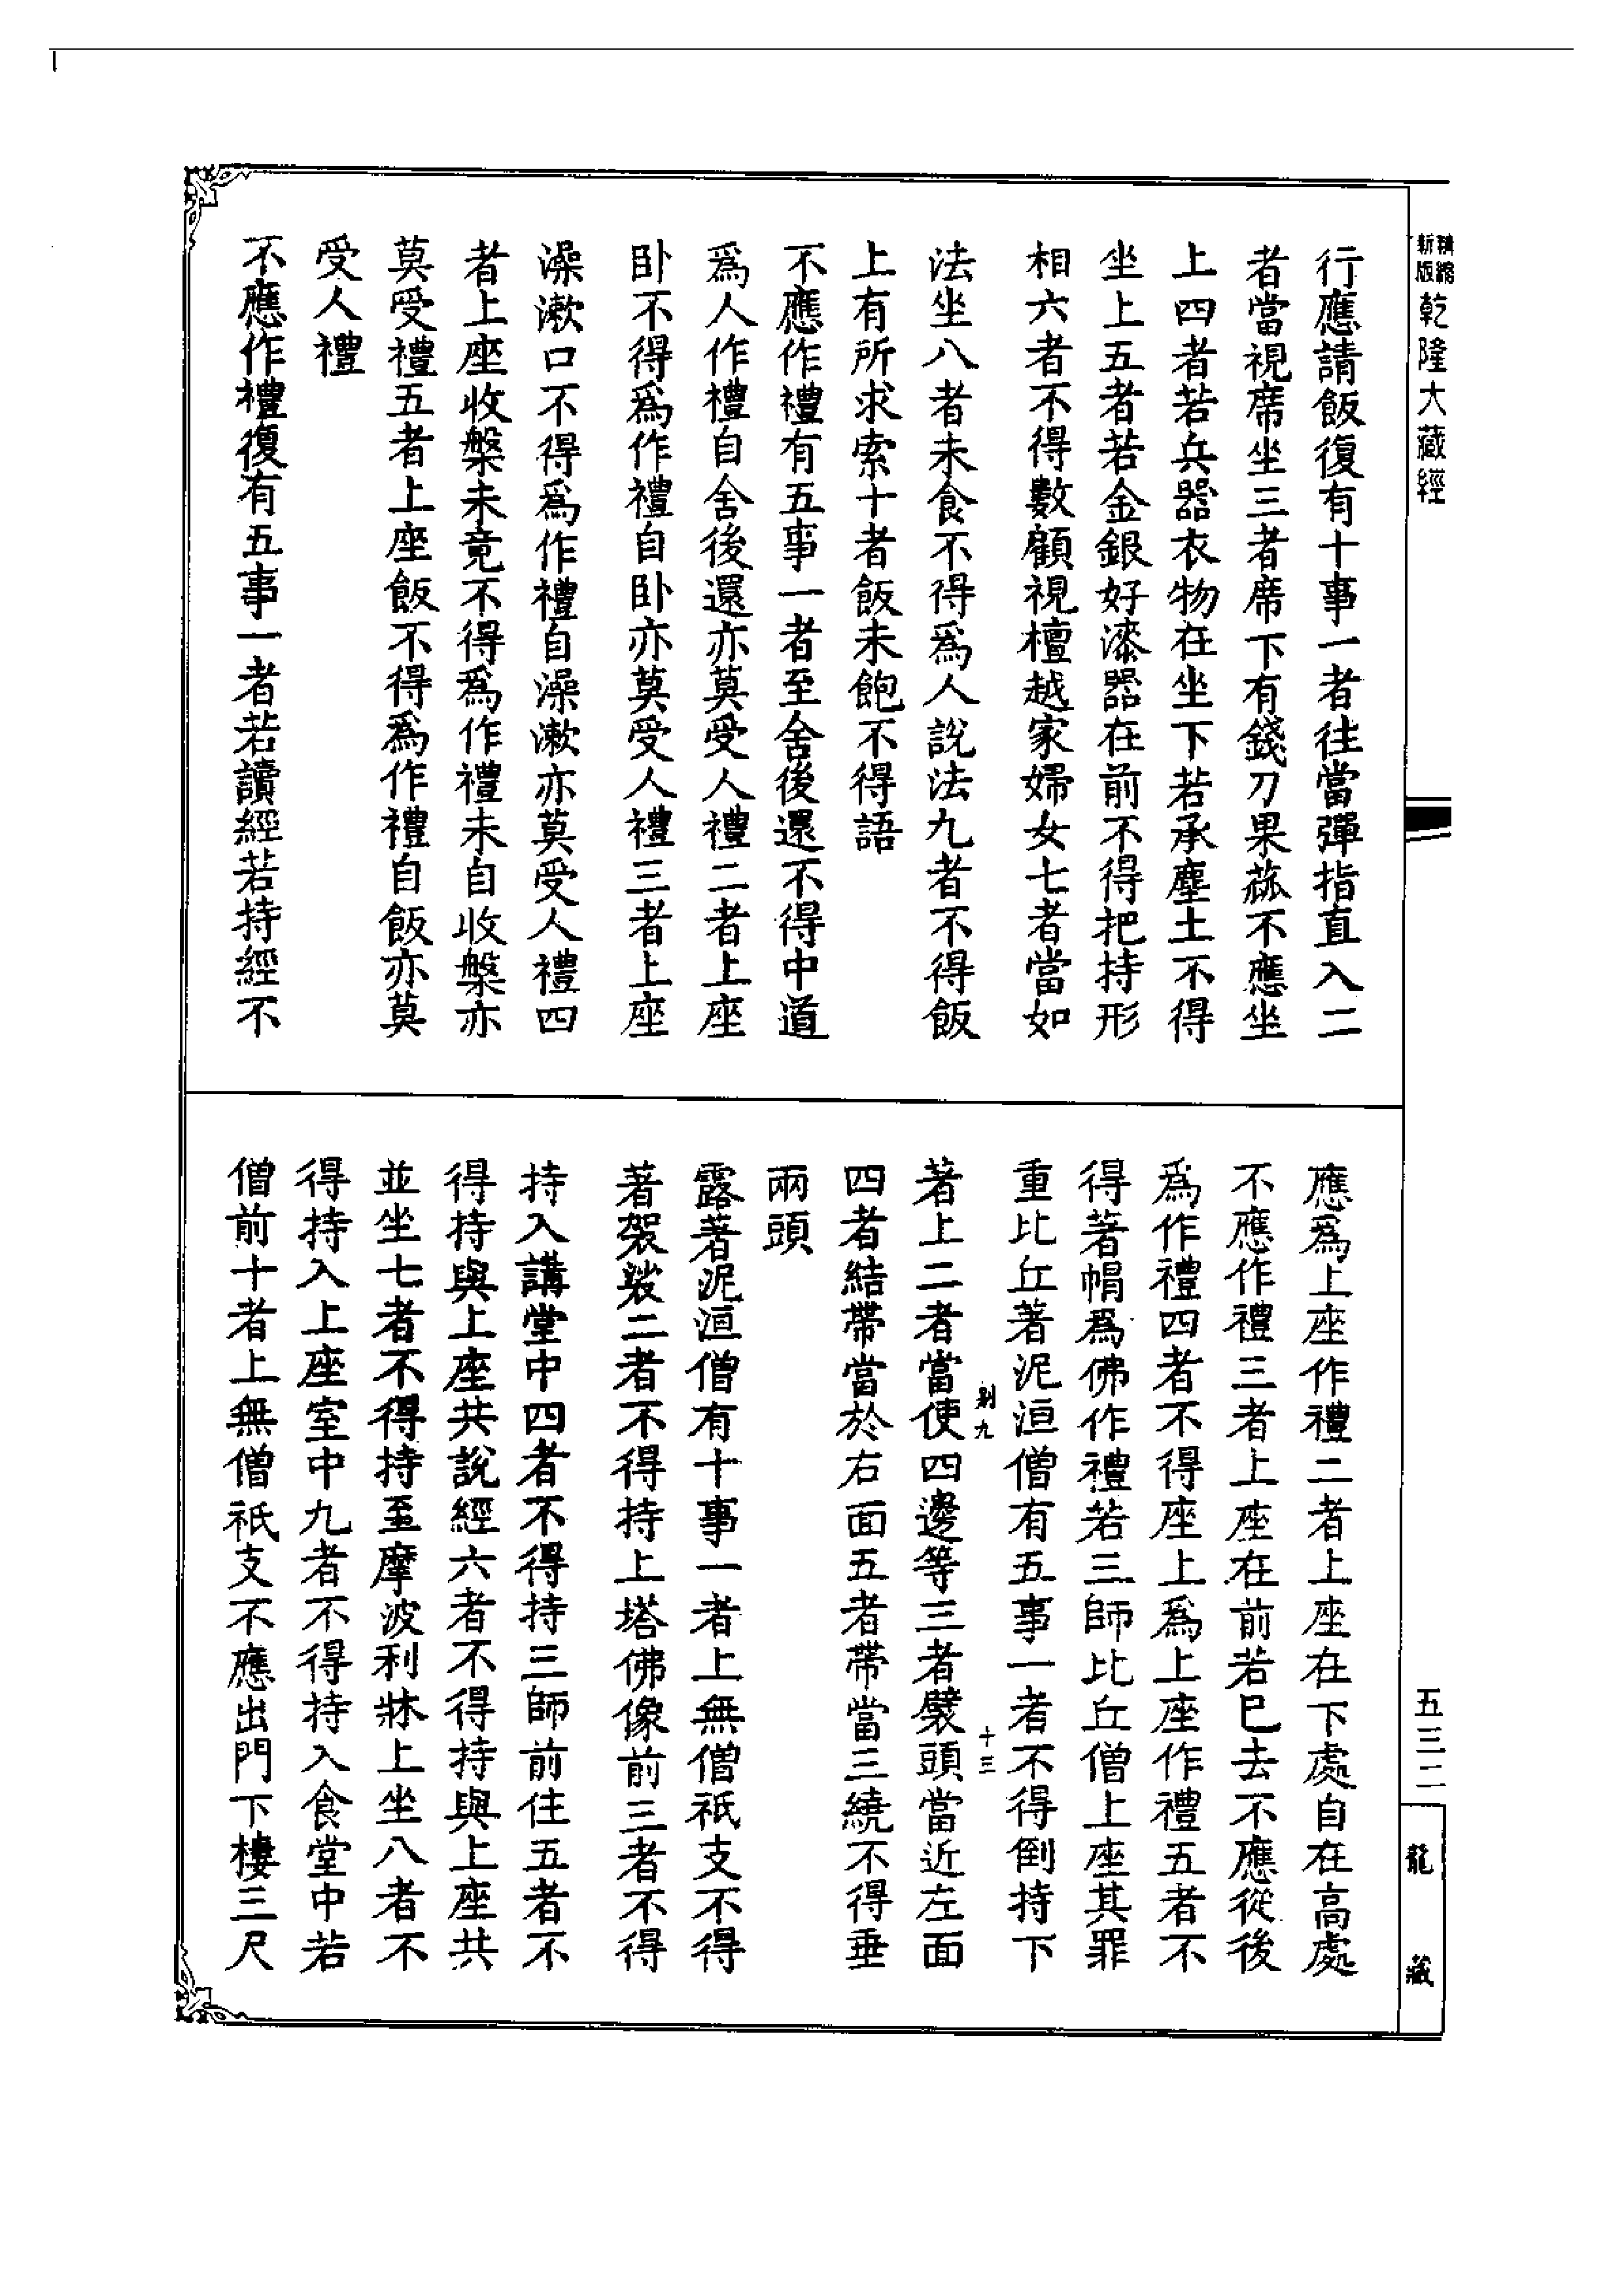 精縮新版乾隆大藏經
行應請飯復有十事一者往當彈指直入二
者當視席坐三者席下有錢刀果蓏不應坐
上四者若兵器衣物在坐下若承塵土不得
坐上五者若金銀好漆器在前不得把持形
相六者不得數顧視檀越家婦女七者當如
法坐八者未食不得為人說法九者不得飯
上有所求索十者飯未飽不得語
不應作禮有五事一者至舍後還不得中道
為人作禮自舍後還亦莫受人禮二者上座
卧不得為作禮自卧亦莫受人禮三者上座
澡漱口不得為作禮自澡漱亦莫受人禮四
者上座收槃未竟不得為作禮未自收槃亦
莫受禮五者上座飯不得為作禮自飯亦莫
受人禮
不應作禮復有五事一者若讀經若持經不
應為上座作禮二者上座在下處自在高處
不應作禮三者上座在前若巳去不應從後
為作禮四者不得座上為上座作禮五者不
得著帽為佛作禮若三師比丘僧上座其罪
重比丘著泥洹僧有五事一者不得倒持下
著上二者當使四邊等三者襞頭當近左面
四者結帶當於右面五者帶當三繞不得垂
兩頭
露著泥洹僧有十事一者上無僧祇支不得
著袈裟二者不得持上塔佛像前三者不得
持入講堂中四者不得持三師前住五者不
得持與上座共說經六者不得持與上座共
並坐七者不得持至摩波利牀上坐八者不
得持入上座室中九者不得持入食堂中若
僧前十者上無僧祇支不應出門下樓三尺
十三
五三二
龍藏